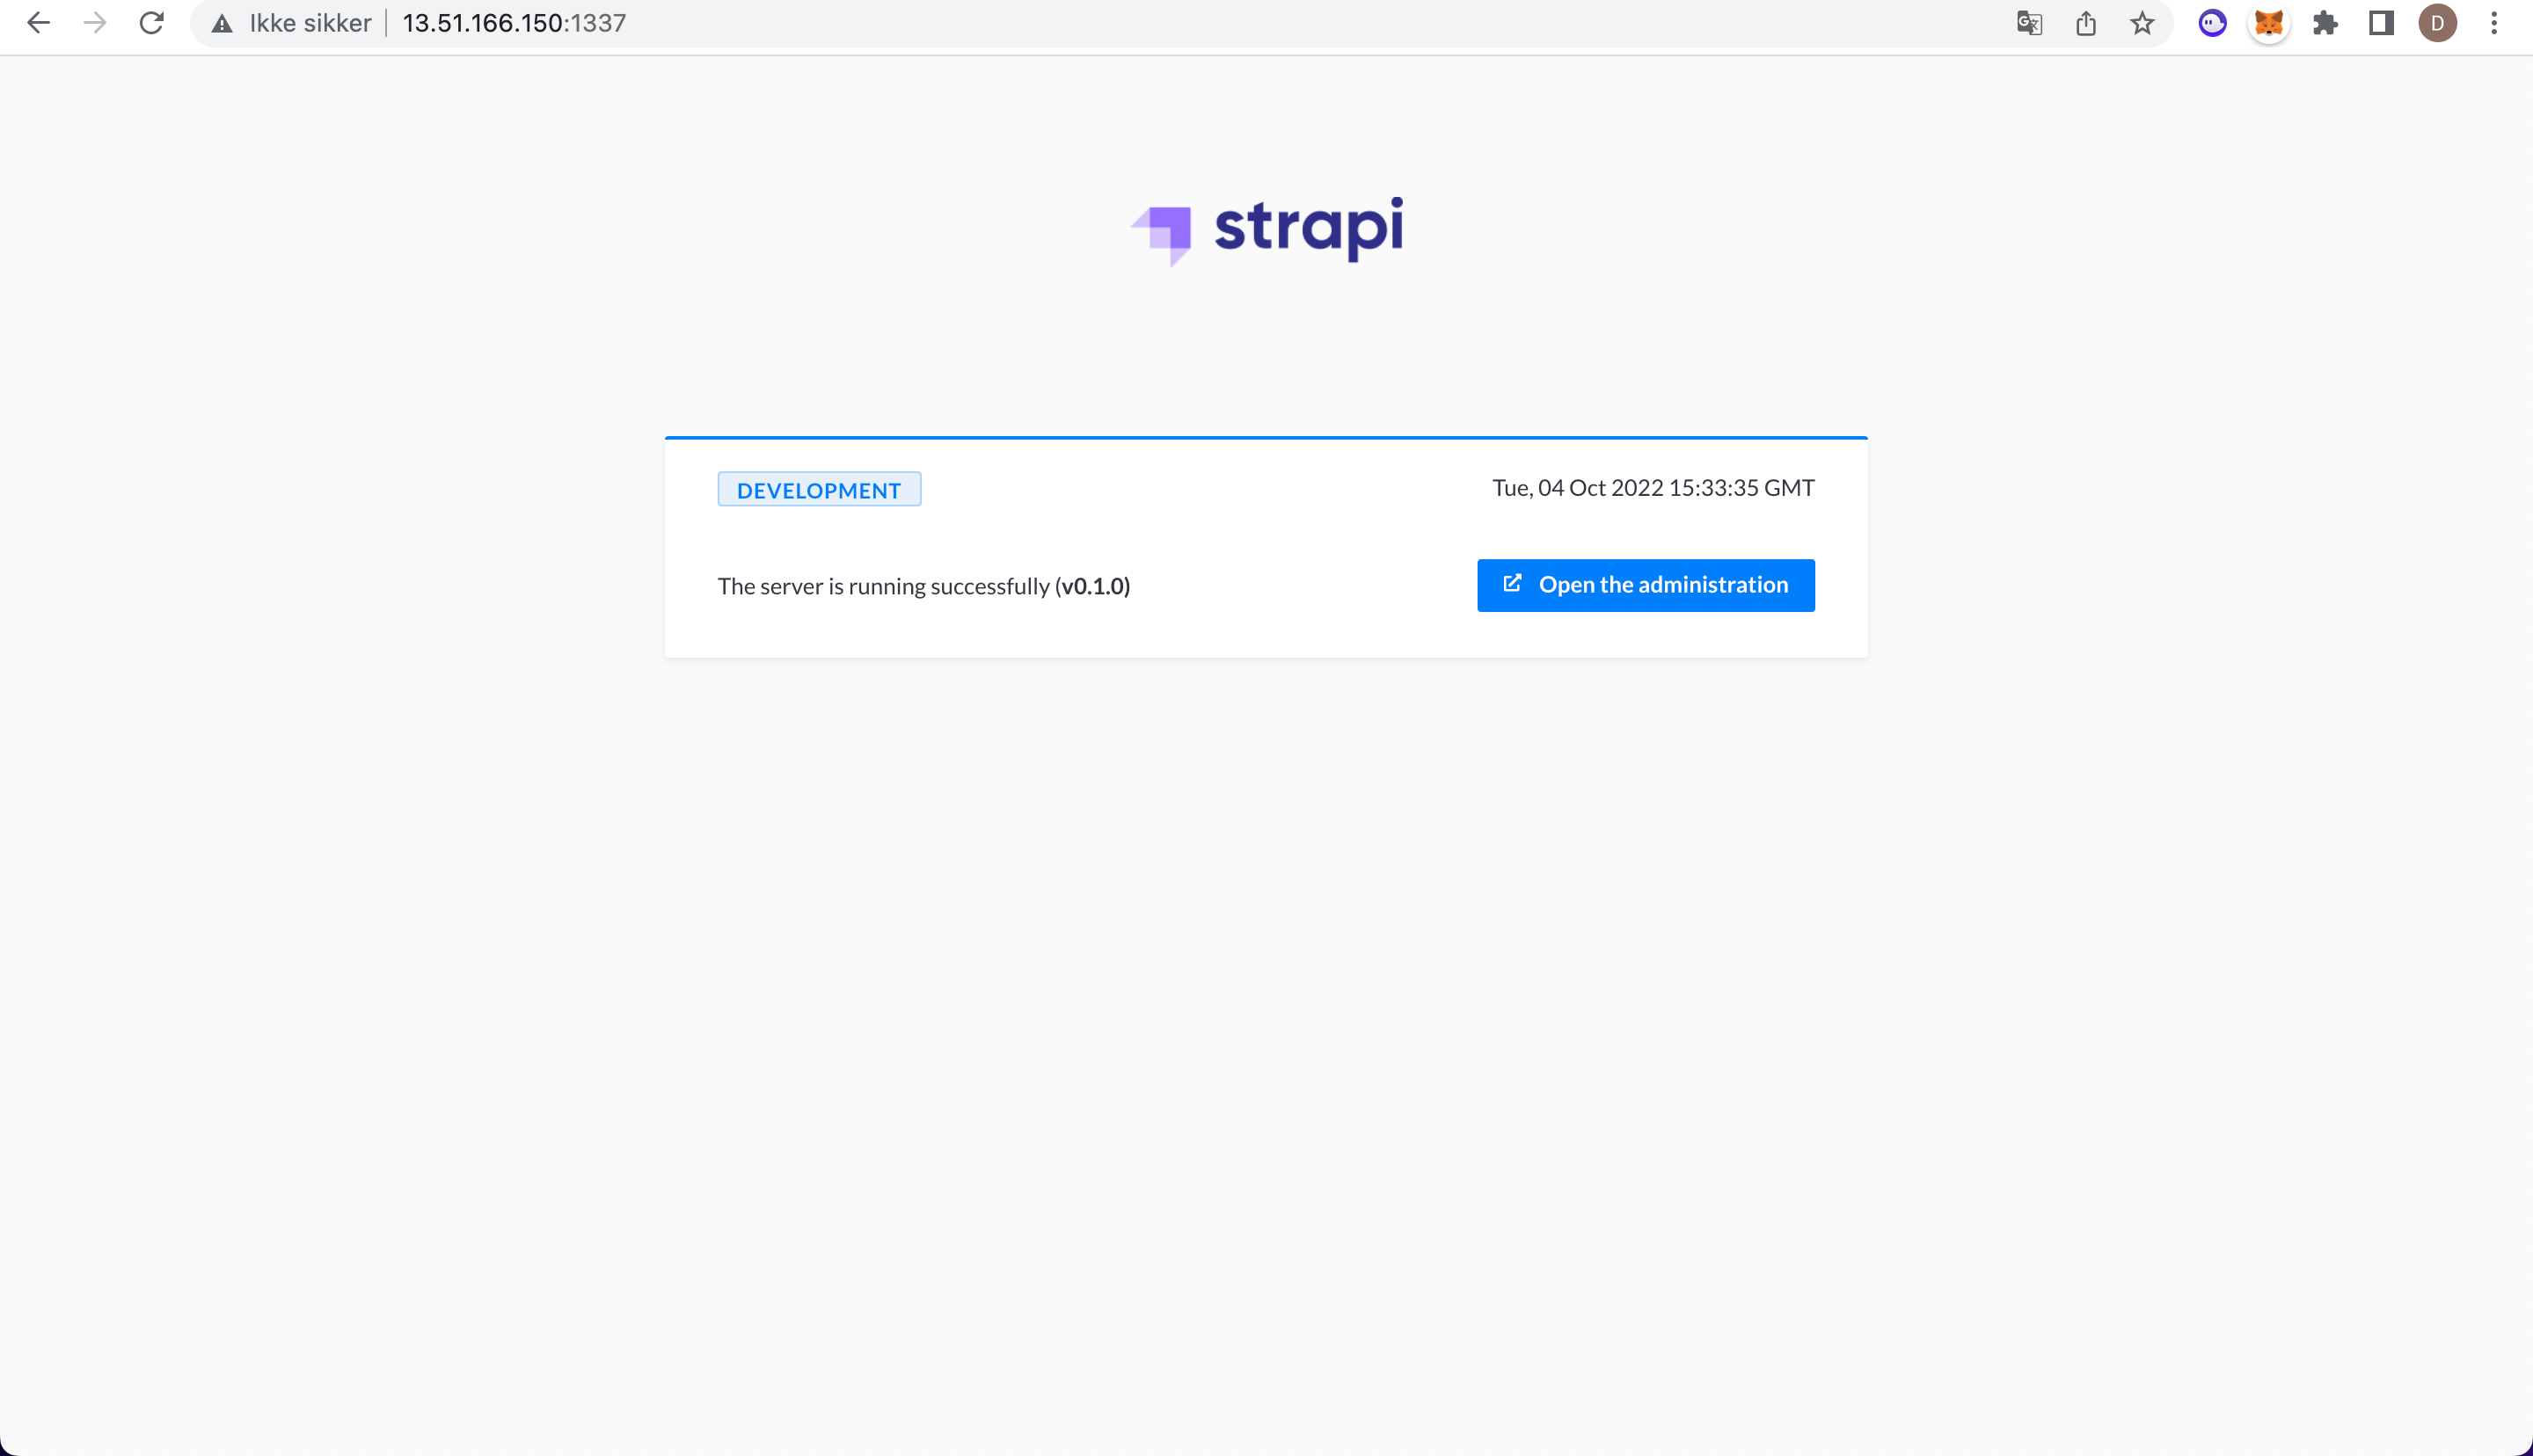 Ikke sikker 13.51.166.150:1337
D
strapi
DEVELOPMENT
Tue, 04 Oct 2022 15:33:35 GMT
The server is running successfully (v0.1.0)
Open the administration